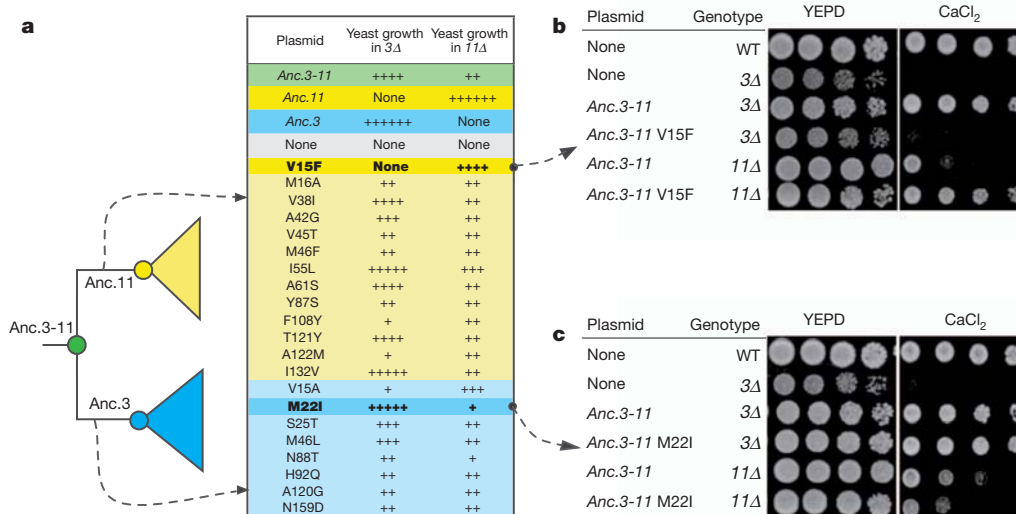 a
Plasmid Yeast growth in 3Δ Yeast growth in 11Δ
Anc.3-11 ++++ ++
Anc.11 None ++++++
Anc.3 ++++++ None
None None None
V15F None ++++
M16A ++ ++
V38I ++++ ++
A42G +++ ++
V45T ++ ++
M46F ++ ++
I55L +++++ +++
A61S ++++ ++
Y87S ++ ++
F108Y + ++
T121Y ++++ ++
A122M + ++
I132V +++++ ++
V15A + +++
M22I +++++ +
S25T +++ ++
M46L +++ ++
N88T ++ +
H92Q ++ ++
A120G ++ ++
N159D ++ ++
Anc.11
Anc.3-11
Anc.3
b
Plasmid Genotype YEPD CaCl₂
None WT
None 3Δ
Anc.3-11 3Δ
Anc.3-11 V15F 3Δ
Anc.3-11 11Δ
Anc.3-11 V15F 11Δ
c
Plasmid Genotype YEPD CaCl₂
None WT
None 3Δ
Anc.3-11 3Δ
Anc.3-11 M22I 3Δ
Anc.3-11 11Δ
Anc.3-11 M22I 11Δ